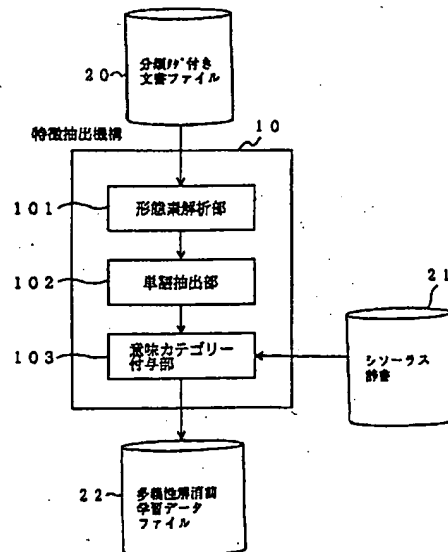 分類ﾀｸﾞ付き
文書ファイル
20
特徴抽出機構
10
101
形態素解析部
102
単語抽出部
21
103
意味カテゴリー
付与部
シソーラス
辞書
22
多義性解消前
学習データ
ファイル